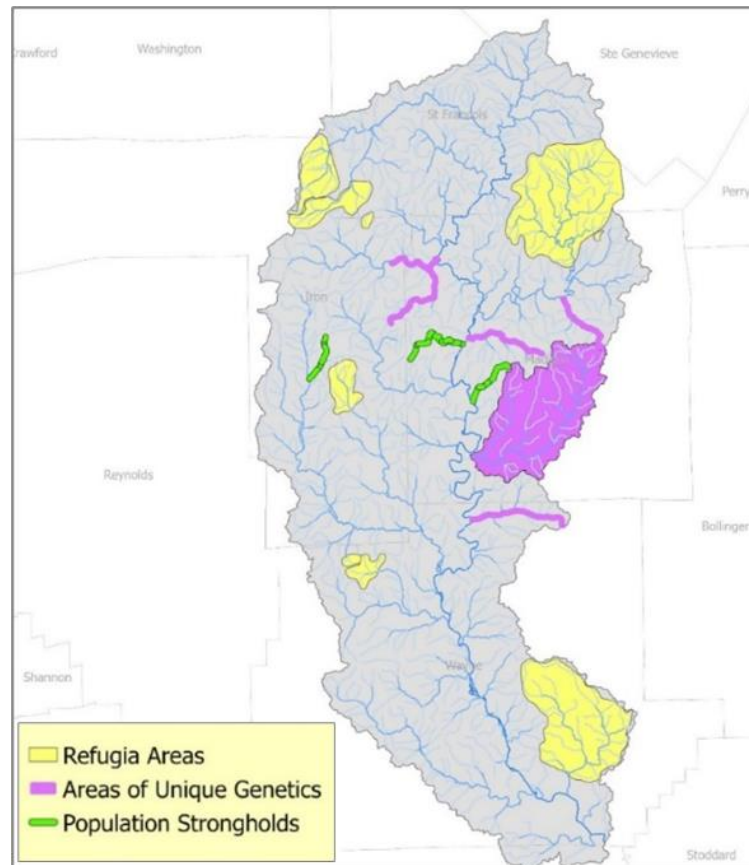 Crawford
Washington
Ste Genevieve
St Francois
Perry
Iron
Reynolds
Bollinger
Shannon
Wayne
Stoddard
Refugia Areas
Areas of Unique Genetics
Population Strongholds